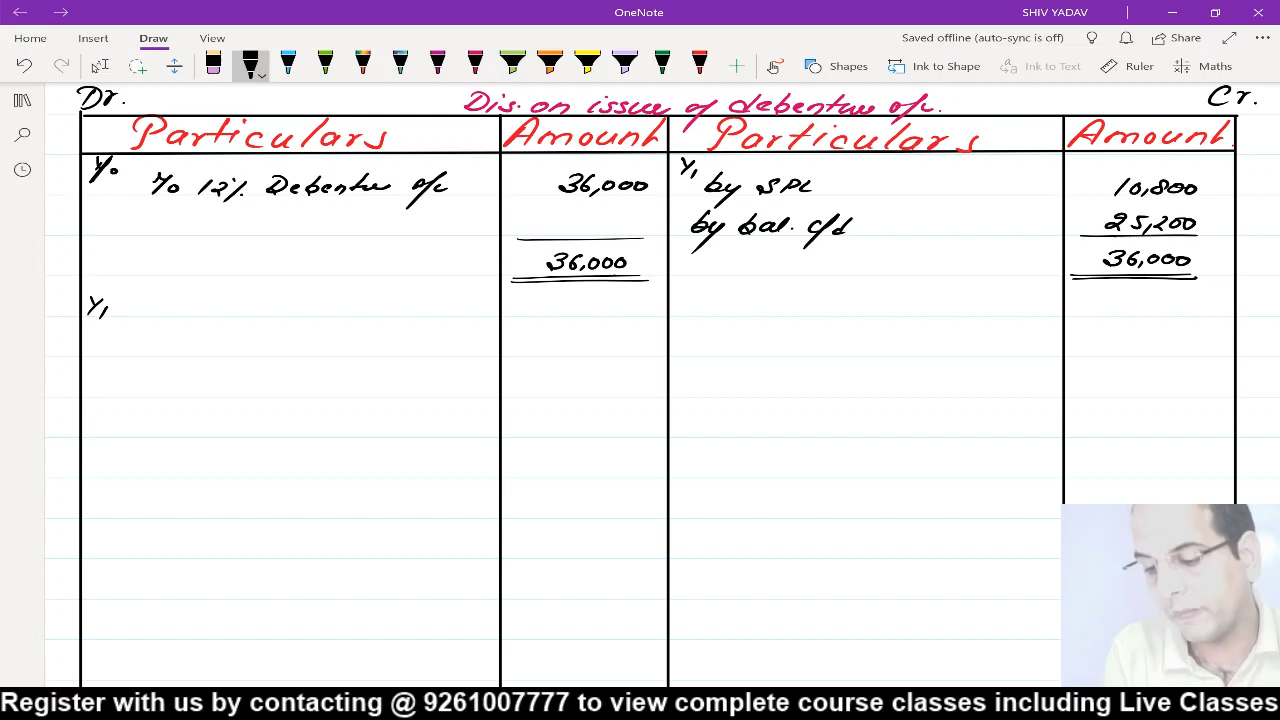 OneNote
SHIV YADAV
Home Insert Draw View
Saved offline (auto-sync is off) Share
Shapes Ink to Shape Ink to Text Ruler Maths
Dr. Dis. on issue of debenture a/c. Cr.
Particulars Amount Particulars Amount
Y0 Y1
To 12% Debenture a/c 36,000 by SPL 10,800
by bal. c/d 25,200
36,000 36,000
Y1
Register with us by contacting @ 9261007777 to view complete course classes including Live Classes